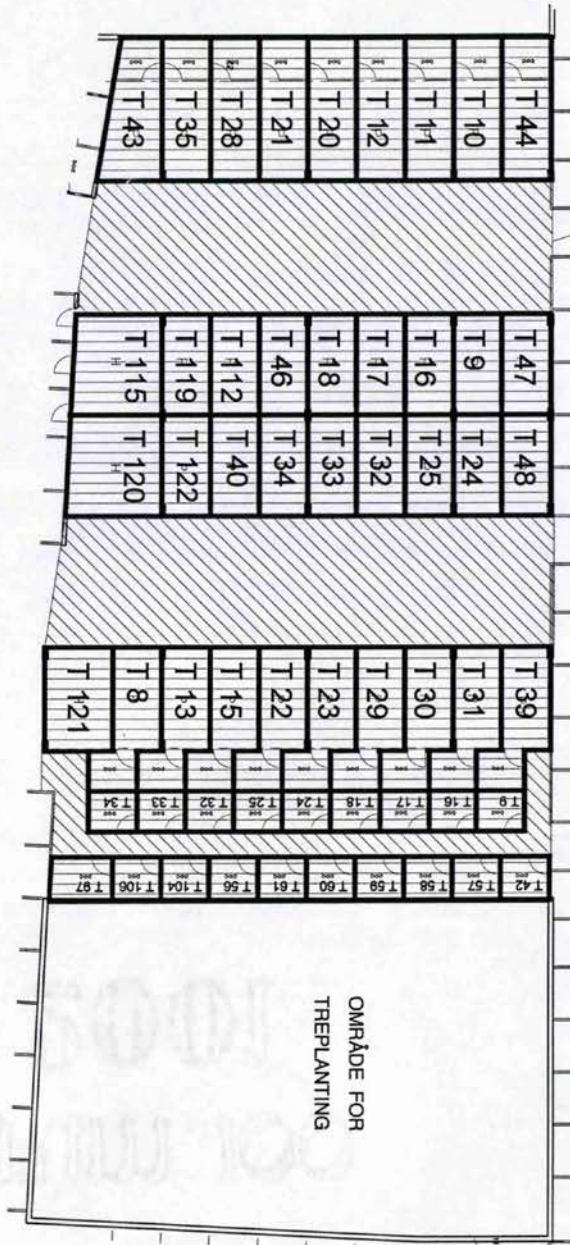 T 43
T 35
T 28
T 21
T 20
T 12
T 11
T 10
T 44
T 115
T 119
T 112
T 46
T 18
T 17
T 16
T 9
T 47
T 120
T 122
T 40
T 34
T 33
T 32
T 25
T 24
T 48
T 121
T 8
T 13
T 15
T 22
T 23
T 29
T 30
T 31
T 39
T 34
T 33
T 32
T 25
T 24
T 18
T 17
T 16
T 9
T 97
T 106
T 104
T 56
T 61
T 60
T 59
T 58
T 57
T 42
OMRÅDE FOR
TREPLANTING